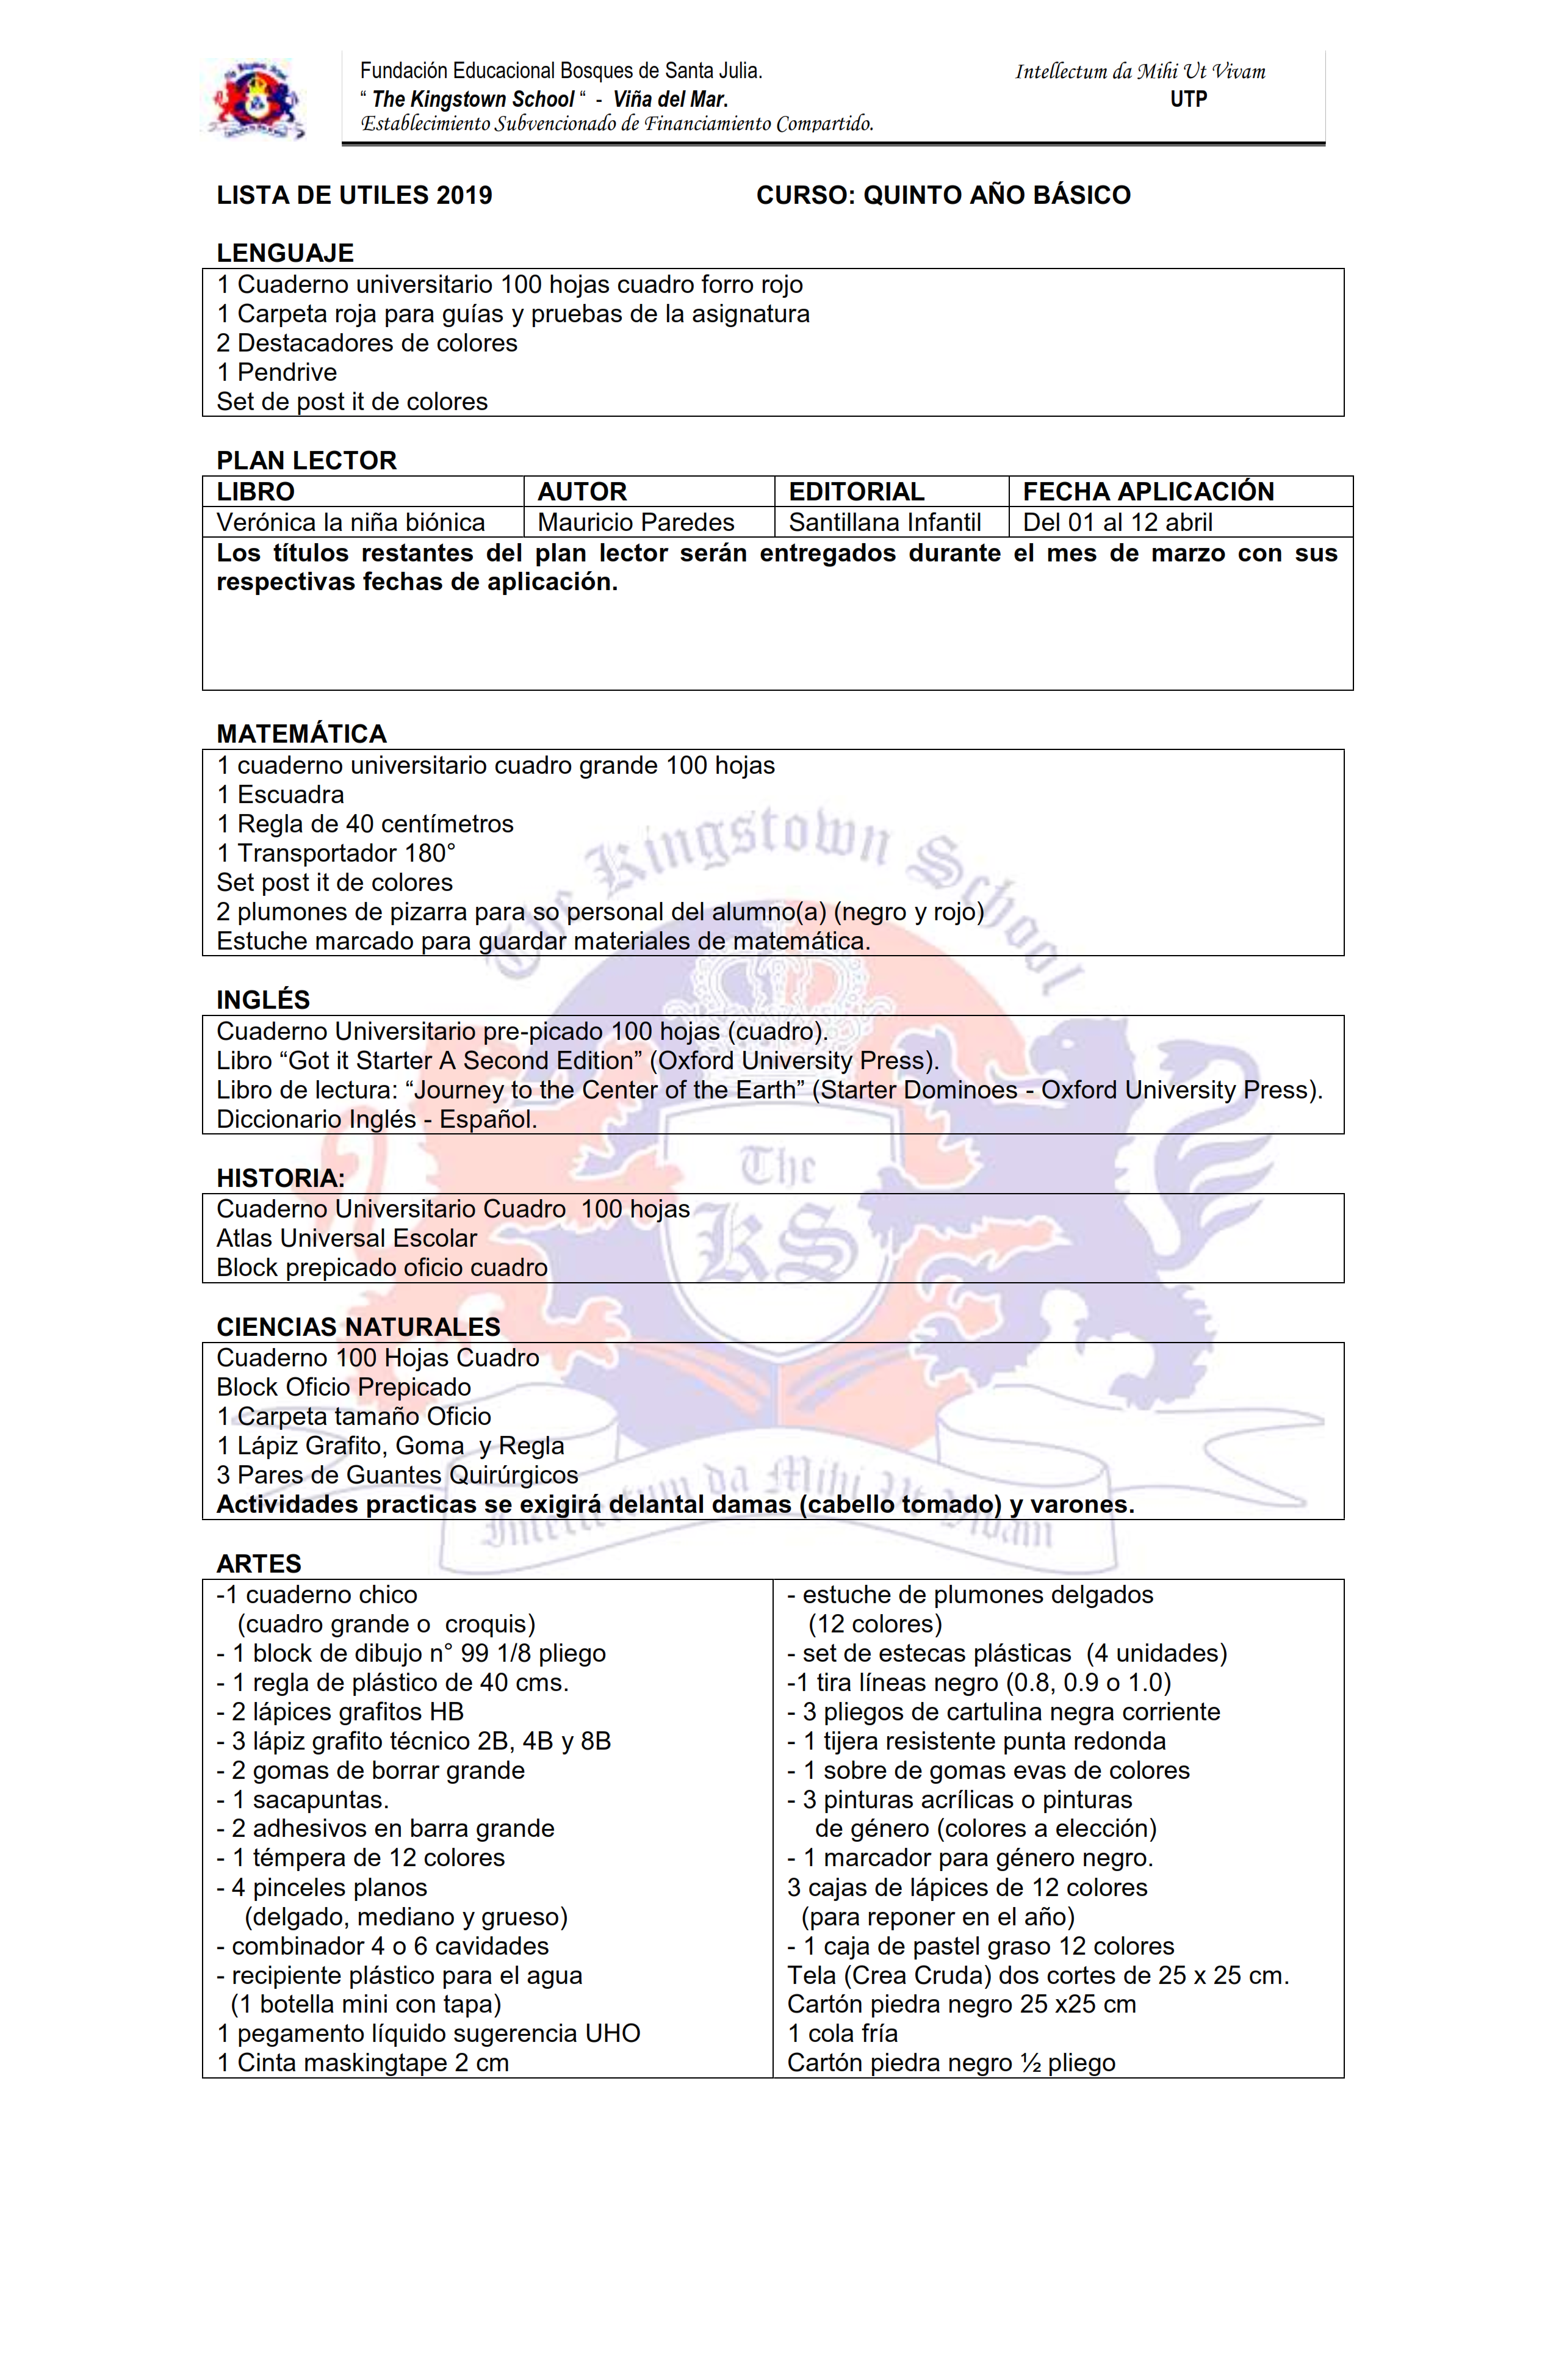 Fundación Educacional Bosques de Santa Julia. Intellectum da Mihi Ut Vivam
“ The Kingstown School “ - Viña del Mar. UTP
Establecimiento Subvencionado de Financiamiento Compartido.
LISTA DE UTILES 2019 CURSO: QUINTO AÑO BÁSICO
LENGUAJE
1 Cuaderno universitario 100 hojas cuadro forro rojo
1 Carpeta roja para guías y pruebas de la asignatura
2 Destacadores de colores
1 Pendrive
Set de post it de colores
PLAN LECTOR
LIBRO AUTOR EDITORIAL FECHA APLICACIÓN
Verónica la niña biónica Mauricio Paredes Santillana Infantil Del 01 al 12 abril
Los títulos restantes del plan lector serán entregados durante el mes de marzo con sus
respectivas fechas de aplicación.
MATEMÁTICA
1 cuaderno universitario cuadro grande 100 hojas
1 Escuadra
1 Regla de 40 centímetros
1 Transportador 180°
Set post it de colores
2 plumones de pizarra para so personal del alumno(a) (negro y rojo)
Estuche marcado para guardar materiales de matemática.
The Kingstown School
INGLÉS
Cuaderno Universitario pre-picado 100 hojas (cuadro).
Libro “Got it Starter A Second Edition” (Oxford University Press).
Libro de lectura: “Journey to the Center of the Earth” (Starter Dominoes - Oxford University Press).
Diccionario Inglés - Español.
The
KS
HISTORIA:
Cuaderno Universitario Cuadro 100 hojas
Atlas Universal Escolar
Block prepicado oficio cuadro
CIENCIAS NATURALES
Cuaderno 100 Hojas Cuadro
Block Oficio Prepicado
1 Carpeta tamaño Oficio
1 Lápiz Grafito, Goma y Regla
3 Pares de Guantes Quirúrgicos
Actividades practicas se exigirá delantal damas (cabello tomado) y varones.
Intellectum da Mihi Ut Vivam
ARTES
-1 cuaderno chico
(cuadro grande o croquis)
- 1 block de dibujo n° 99 1/8 pliego
- 1 regla de plástico de 40 cms.
- 2 lápices grafitos HB
- 3 lápiz grafito técnico 2B, 4B y 8B
- 2 gomas de borrar grande
- 1 sacapuntas.
- 2 adhesivos en barra grande
- 1 témpera de 12 colores
- 4 pinceles planos
(delgado, mediano y grueso)
- combinador 4 o 6 cavidades
- recipiente plástico para el agua
(1 botella mini con tapa)
1 pegamento líquido sugerencia UHO
1 Cinta maskingtape 2 cm
- estuche de plumones delgados
(12 colores)
- set de estecas plásticas (4 unidades)
-1 tira líneas negro (0.8, 0.9 o 1.0)
- 3 pliegos de cartulina negra corriente
- 1 tijera resistente punta redonda
- 1 sobre de gomas evas de colores
- 3 pinturas acrílicas o pinturas
de género (colores a elección)
- 1 marcador para género negro.
3 cajas de lápices de 12 colores
(para reponer en el año)
- 1 caja de pastel graso 12 colores
Tela (Crea Cruda) dos cortes de 25 x 25 cm.
Cartón piedra negro 25 x25 cm
1 cola fría
Cartón piedra negro ½ pliego